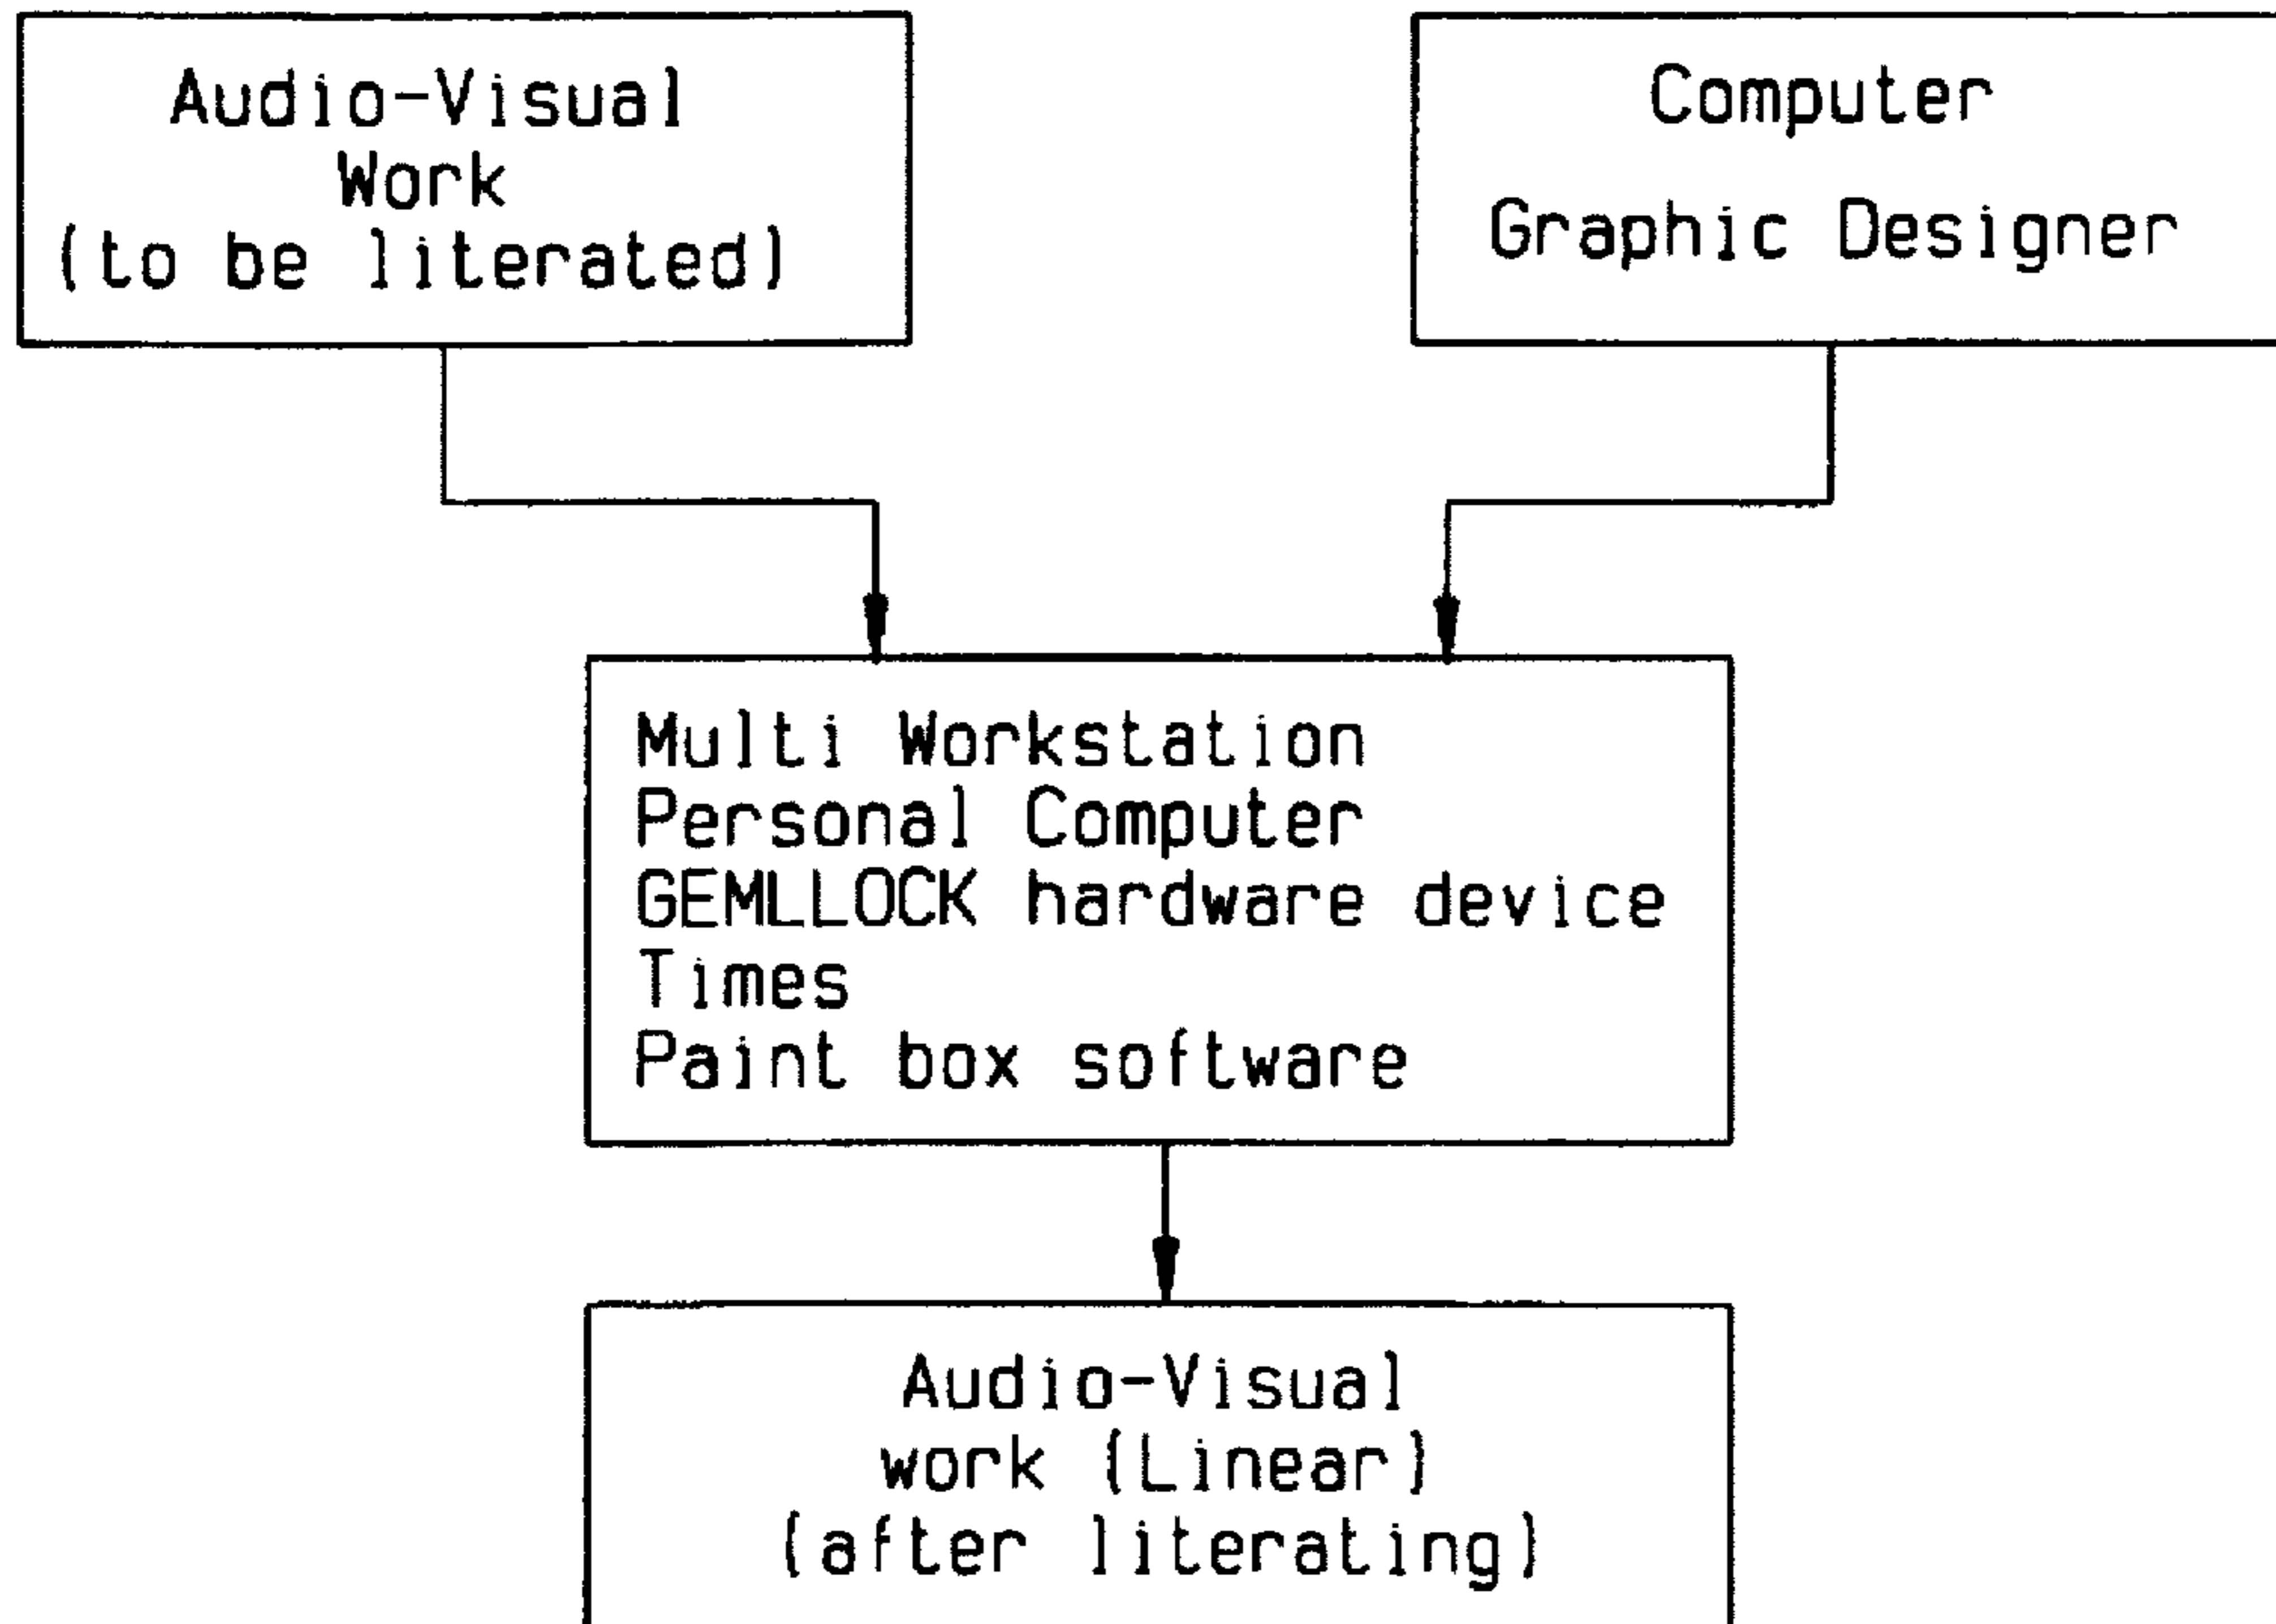 Audio-Visual
Work
(to be literated)
Computer
Graphic Designer
Multi Workstation
Personal Computer
GEMLLOCK hardware device
Times
Paint box software
Audio-Visual
work (Linear)
(after literating)